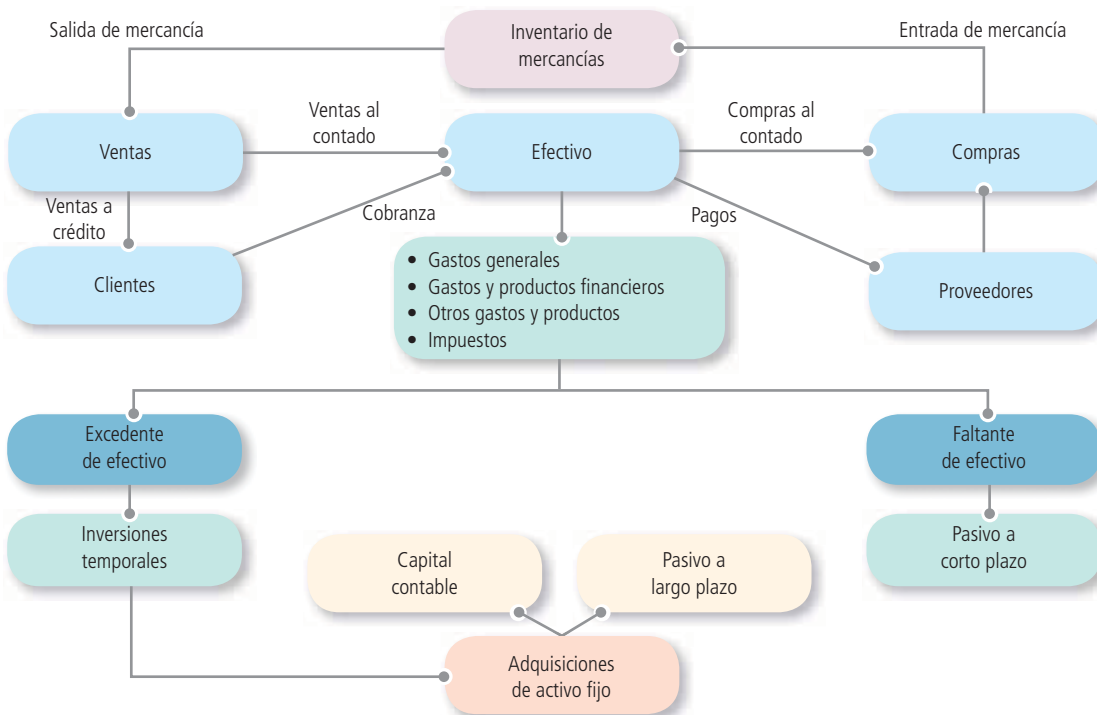 Salida de mercancía
Inventario de
mercancías
Entrada de mercancía
Ventas
Ventas al
contado
Efectivo
Compras al
contado
Compras
Ventas a
crédito
Cobranza
Pagos
Clientes
• Gastos generales
• Gastos y productos financieros
• Otros gastos y productos
• Impuestos
Proveedores
Excedente
de efectivo
Faltante
de efectivo
Inversiones
temporales
Capital
contable
Pasivo a
largo plazo
Pasivo a
corto plazo
Adquisiciones
de activo fijo